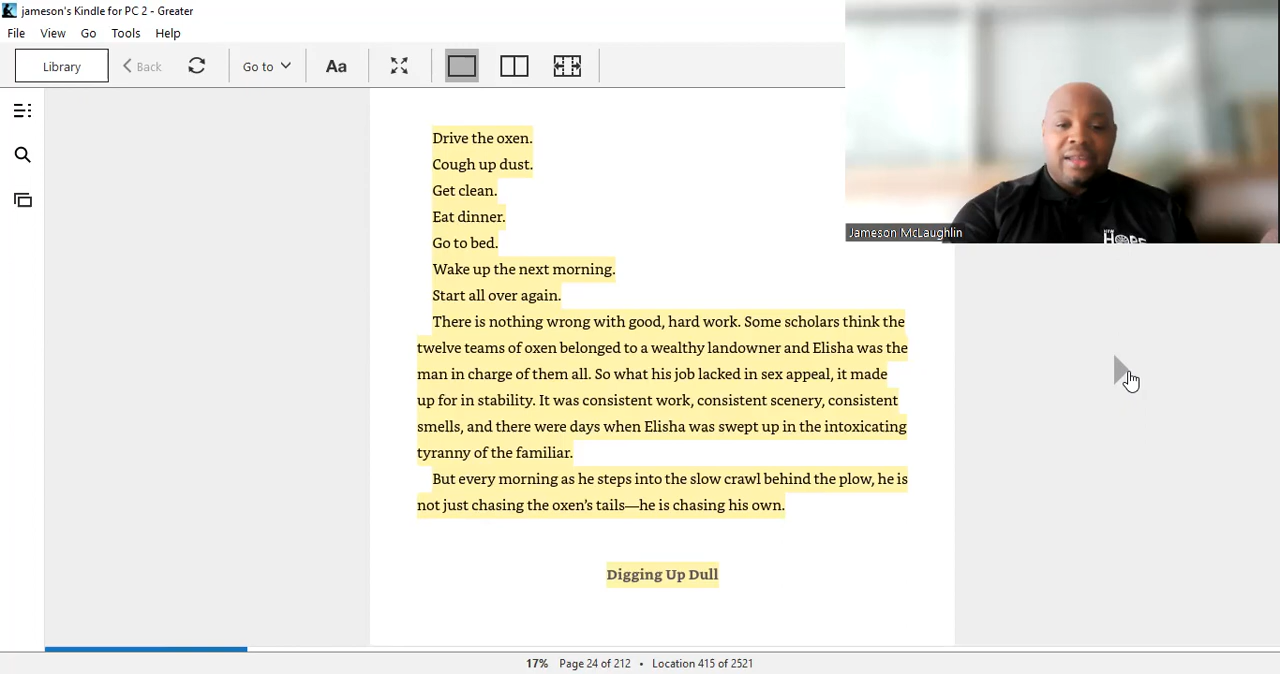 jameson's Kindle for PC 2 - Greater
File View Go Tools Help
Library Back Go to Aa
Drive the oxen.
Cough up dust.
Get clean.
Eat dinner.
Go to bed.
Wake up the next morning.
Start all over again.
There is nothing wrong with good, hard work. Some scholars think the
twelve teams of oxen belonged to a wealthy landowner and Elisha was the
man in charge of them all. So what his job lacked in sex appeal, it made
up for in stability. It was consistent work, consistent scenery, consistent
smells, and there were days when Elisha was swept up in the intoxicating
tyranny of the familiar.
But every morning as he steps into the slow crawl behind the plow, he is
not just chasing the oxen's tails—he is chasing his own.
Digging Up Dull
Jameson McLaughlin
HOPE
17% Page 24 of 212 • Location 415 of 2521